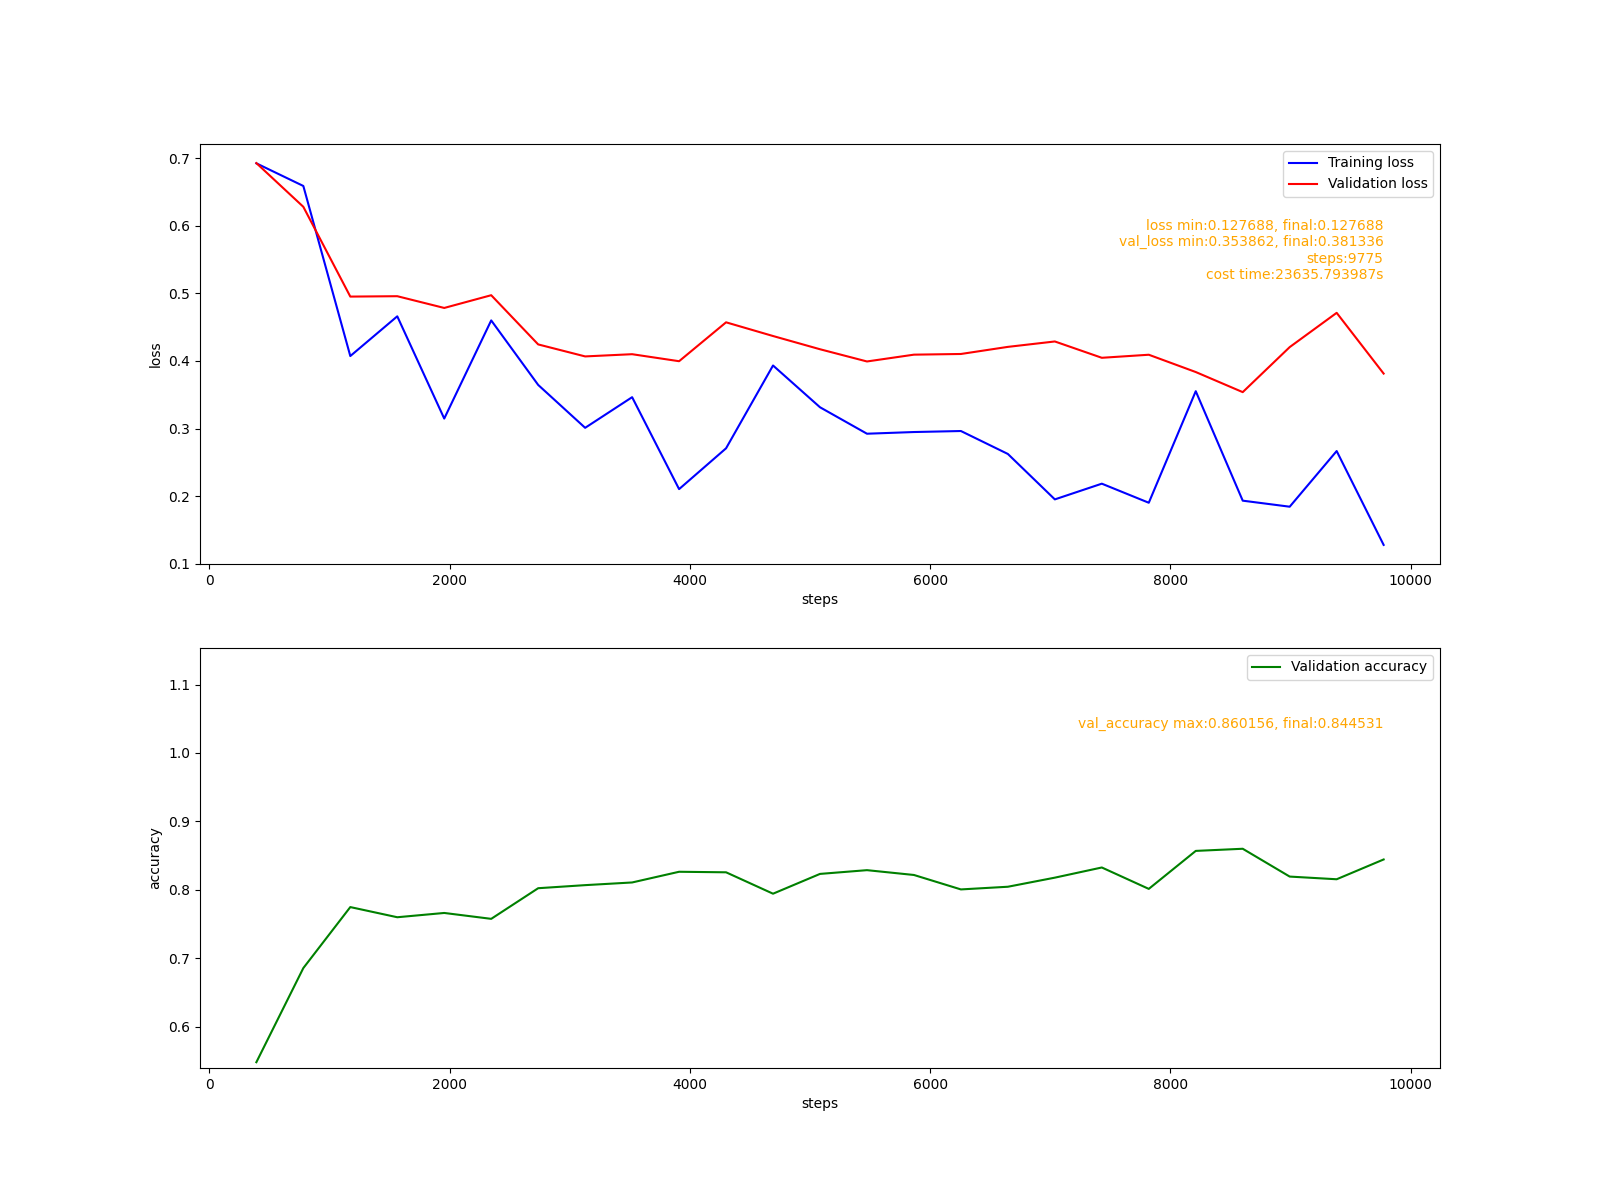 0.7
0.6
0.5
0.4
0.3
0.2
0.1
loss
Training loss
Validation loss
loss min:0.127688, final:0.127688
val_loss min:0.353862, final:0.381336
steps:9775
cost time:23635.793987s
0 2000 4000 6000 8000 10000
steps
1.1
1.0
0.9
0.8
0.7
0.6
accuracy
Validation accuracy
val_accuracy max:0.860156, final:0.844531
0 2000 4000 6000 8000 10000
steps